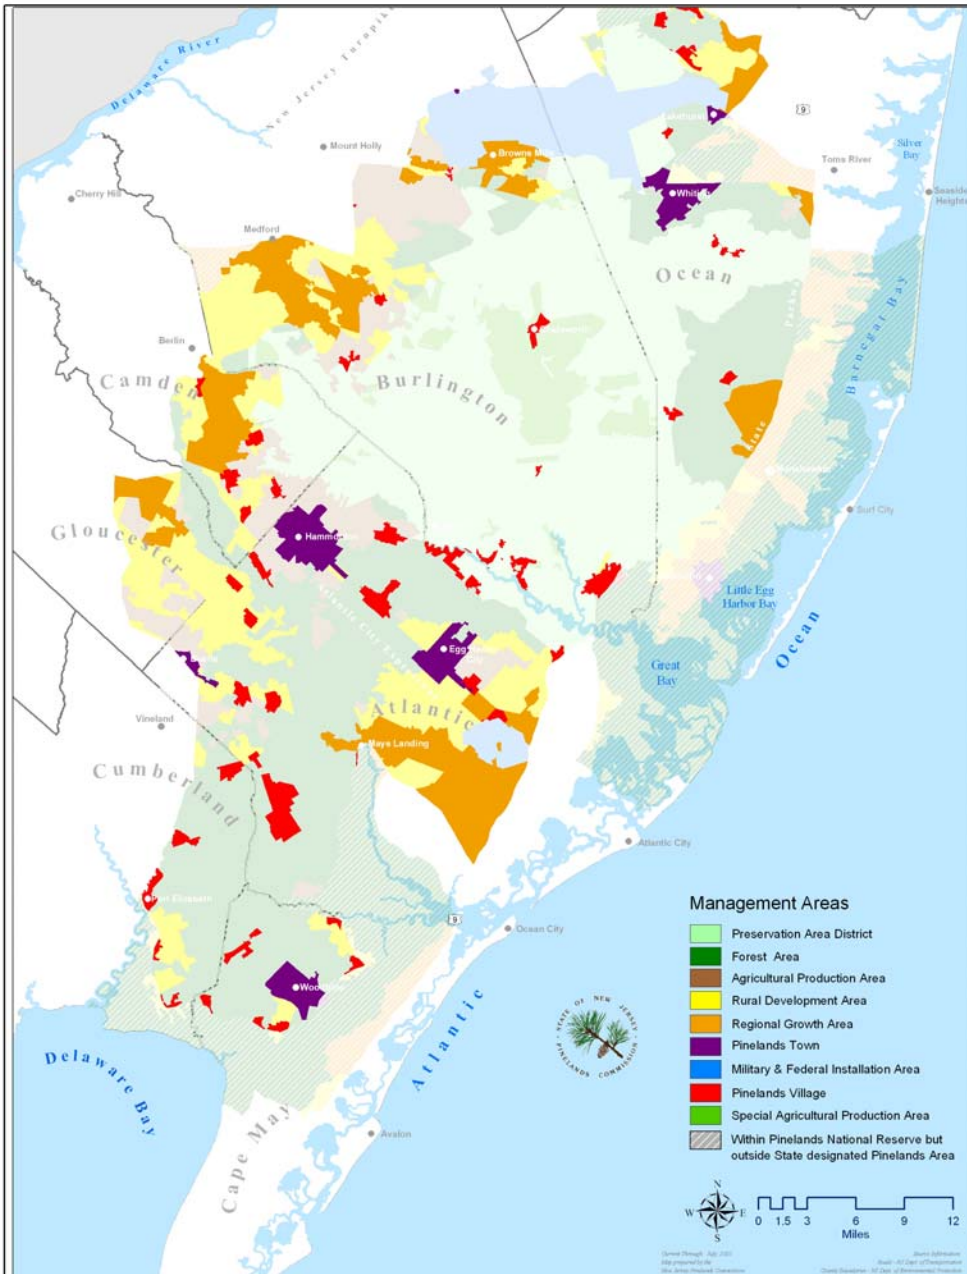 Delaware River
New Jersey Turnpike
9
Lakehurst
Mount Holly
Browns Mills
Silver
Bay
Toms River
Cherry Hill
Whiting
Seaside
Heights
Medford
Ocean
Parkway
Barnegat Bay
Berlin
Camden
Burlington
State
Surf City
Gloucester
Hammonton
Little Egg
Harbor Bay
Ocean
Egg Harbor
City
Great
Bay
Vineland
Atlantic
Mays Landing
Cumberland
Atlantic City
Port Elizabeth
9
Ocean City
Woodbine
Atlantic
Delaware Bay
Cape May
Avalon
STATE OF NEW JERSEY
PINELANDS COMMISSION
Management Areas
Preservation Area District
Forest Area
Agricultural Production Area
Rural Development Area
Regional Growth Area
Pinelands Town
Military & Federal Installation Area
Pinelands Village
Special Agricultural Production Area
Within Pinelands National Reserve but
outside State designated Pinelands Area
N
W E
S
0 1.5 3 6 9 12
Miles